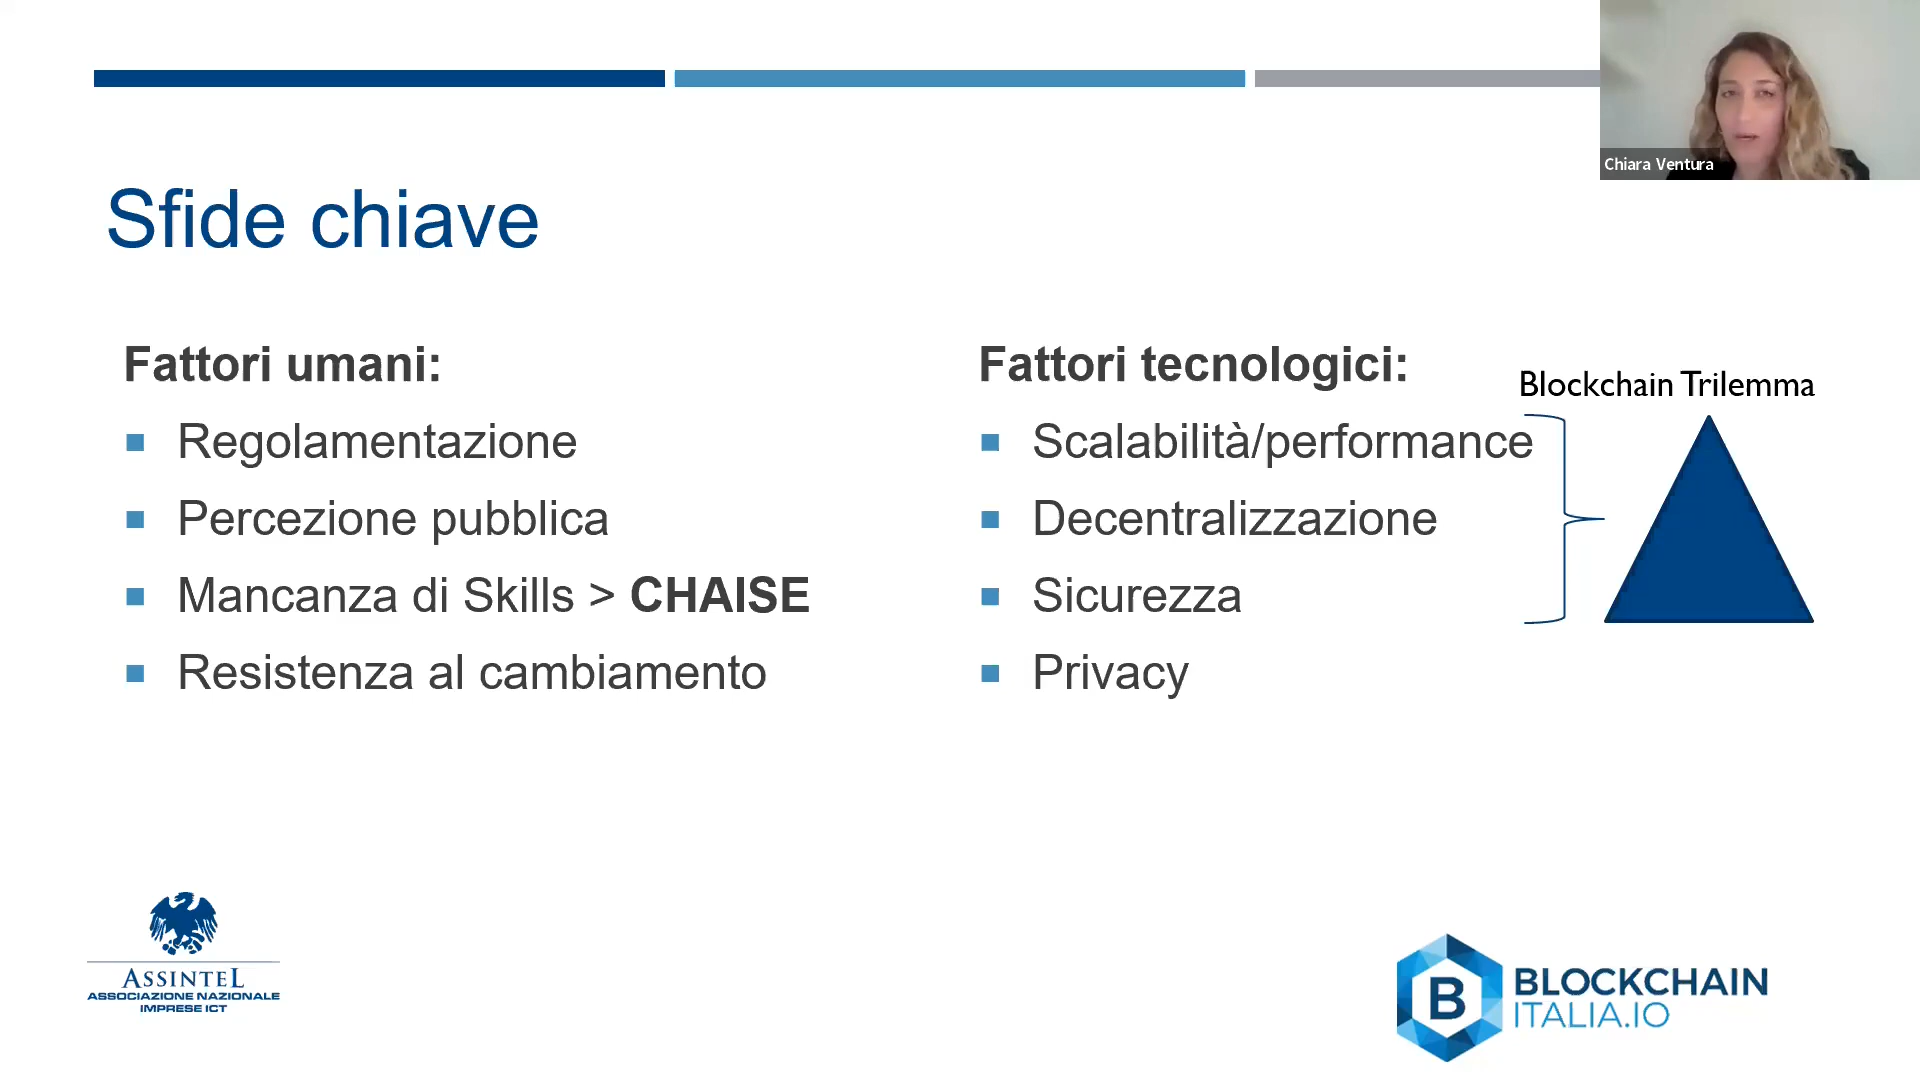 Chiara Ventura
Sfide chiave
Fattori umani:
Regolamentazione
Percezione pubblica
Mancanza di Skills > CHAISE
Resistenza al cambiamento
Fattori tecnologici:
Scalabilità/performance
Decentralizzazione
Sicurezza
Privacy
Blockchain Trilemma
ASSINTEL
ASSOCIAZIONE NAZIONALE
IMPRESE ICT
B
BLOCKCHAIN
ITALIA.IO